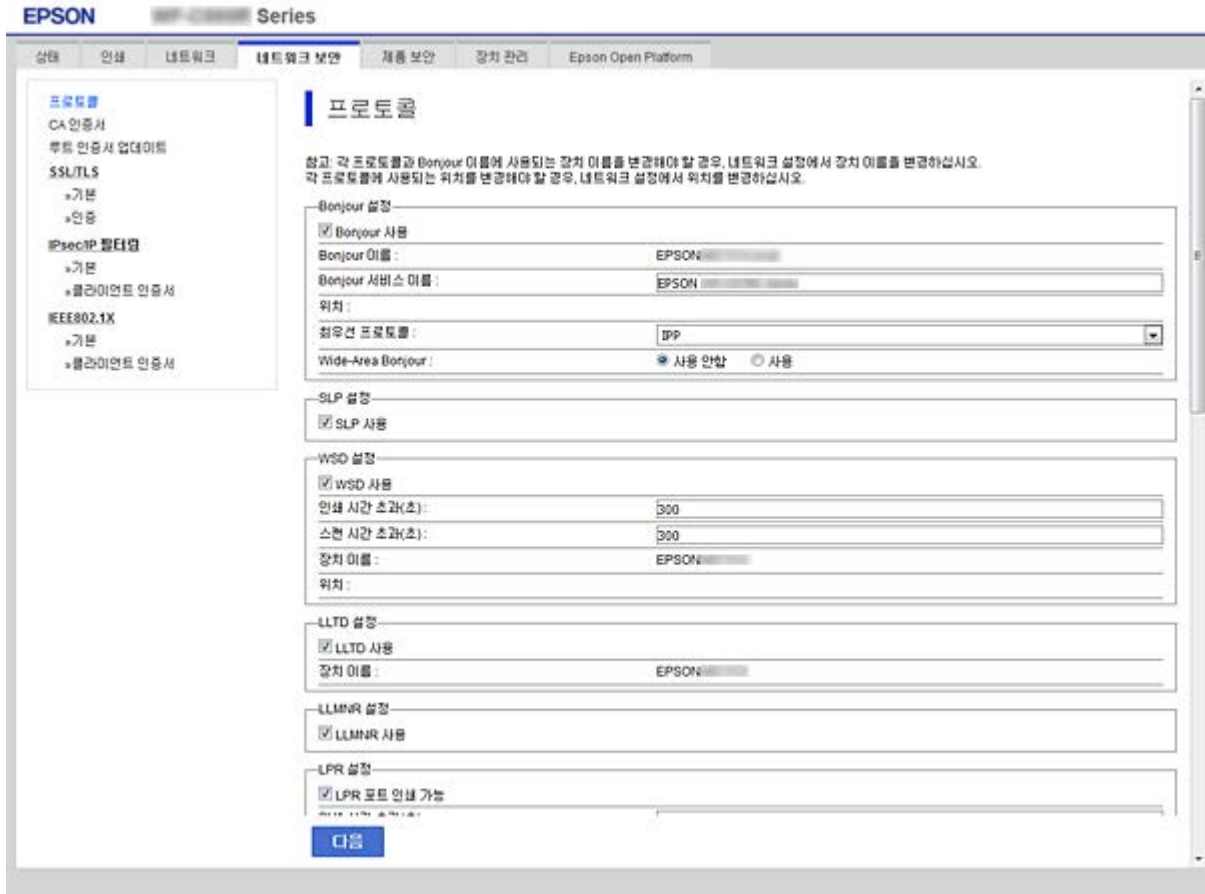 EPSON Series
상태 인쇄 네트워크 네트워크 보안 제품 보안 장치 관리 Epson Open Platform
프로토콜
CA 인증서
루트 인증서 업데이트
SSL/TLS
»기본
»인증
IPsec/IP 필터링
»기본
»클라이언트 인증서
IEEE802.1X
»기본
»클라이언트 인증서
프로토콜
참고: 각 프로토콜과 Bonjour 이름에 사용되는 장치 이름을 변경해야 할 경우, 네트워크 설정에서 장치 이름을 변경하십시오.
각 프로토콜에 사용되는 위치를 변경해야 할 경우, 네트워크 설정에서 위치를 변경하십시오.
Bonjour 설정
Bonjour 사용
Bonjour 이름 : EPSON
Bonjour 서비스 이름 : EPSON
위치 :
최우선 프로토콜 : IPP
Wide-Area Bonjour : 사용 안함 사용
SLP 설정
SLP 사용
WSD 설정
WSD 사용
인쇄 시간 초과(초) : 300
스캔 시간 초과(초) : 300
장치 이름 : EPSON
위치 :
LLTD 설정
LLTD 사용
장치 이름 : EPSON
LLMNR 설정
LLMNR 사용
LPR 설정
LPR 포트 인쇄 가능
다음